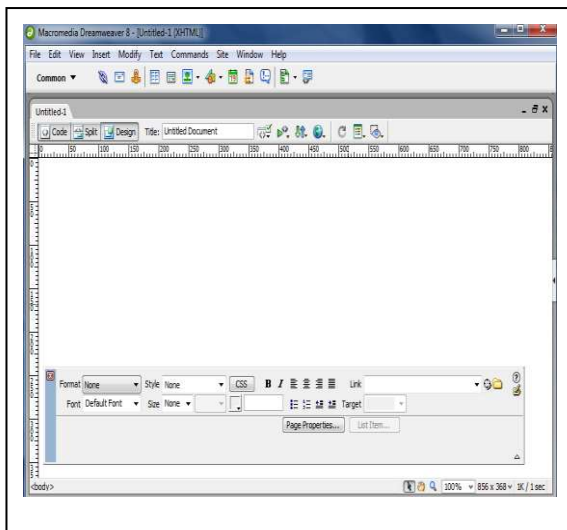 Macromedia Dreamweaver 8 - [Untitled-1 (XHTML)]
File Edit View Insert Modify Text Commands Site Window Help
Common
Untitled-1
Code Split Design Title: Untitled Document
0 50 100 150 200 250 300 350 400 450 500 550 600 650 700 750 800
Format None Style None CSS B I Link
Font Default Font Size None Target
Page Properties... List Item...
<body> 100% 856 x 368 1K / 1 sec